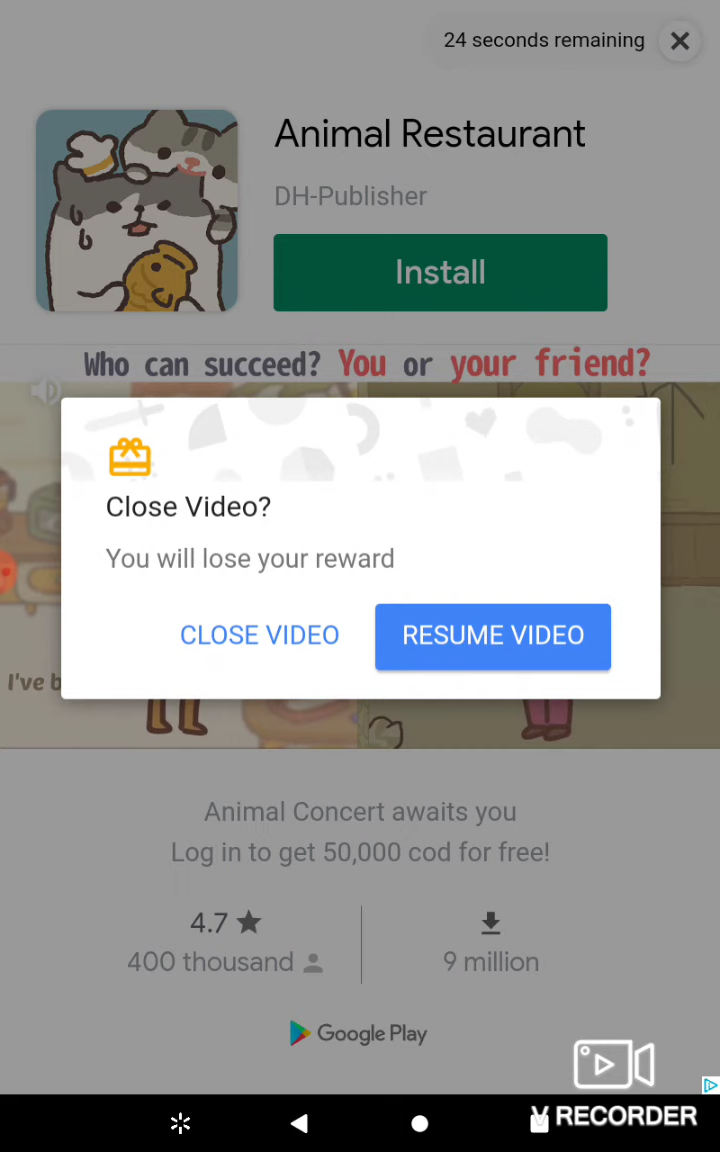 24 seconds remaining
Animal Restaurant
DH-Publisher
Install
Who can succeed? You or your friend?
Close Video?
You will lose your reward
CLOSE VIDEO
RESUME VIDEO
I've b
Animal Concert awaits you
Log in to get 50,000 cod for free!
4.7
400 thousand
9 million
Google Play
V RECORDER